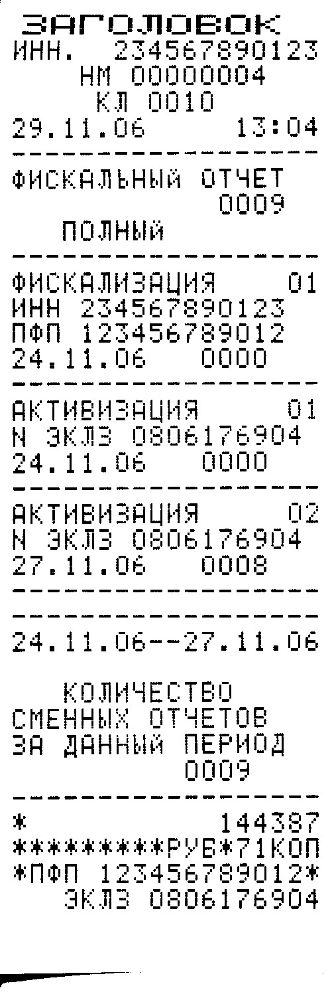 ЗАГОЛОВОК
ИНН. 234567890123
НМ 00000004
КЛ 0010
29.11.06 13:04
------------------
ФИСКАЛЬНЫЙ ОТЧЕТ
0009
ПОЛНЫЙ
------------------
ФИСКАЛИЗАЦИЯ 01
ИНН 234567890123
ПФП 123456789012
24.11.06 0000
------------------
АКТИВИЗАЦИЯ 01
N ЭКЛЗ 0806176904
24.11.06 0000
------------------
АКТИВИЗАЦИЯ 02
N ЭКЛЗ 0806176904
27.11.06 0008
------------------
------------------
24.11.06--27.11.06
КОЛИЧЕСТВО
СМЕННЫХ ОТЧЕТОВ
ЗА ДАННЫЙ ПЕРИОД
0009
------------------
* 144387
*********РУБ*71КОП
*ПФП 123456789012*
ЭКЛЗ 0806176904